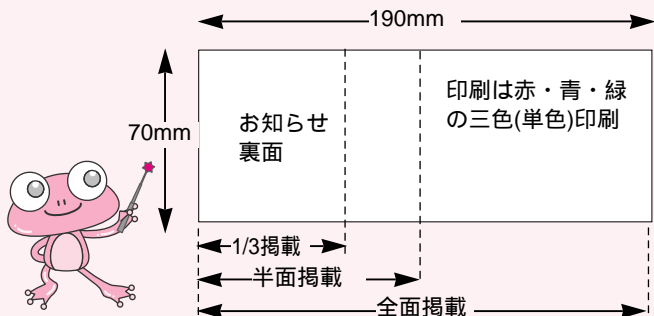 190mm
70mm
お知らせ
裏面
印刷は赤・青・緑
の三色(単色)印刷
1/3掲載
半面掲載
全面掲載